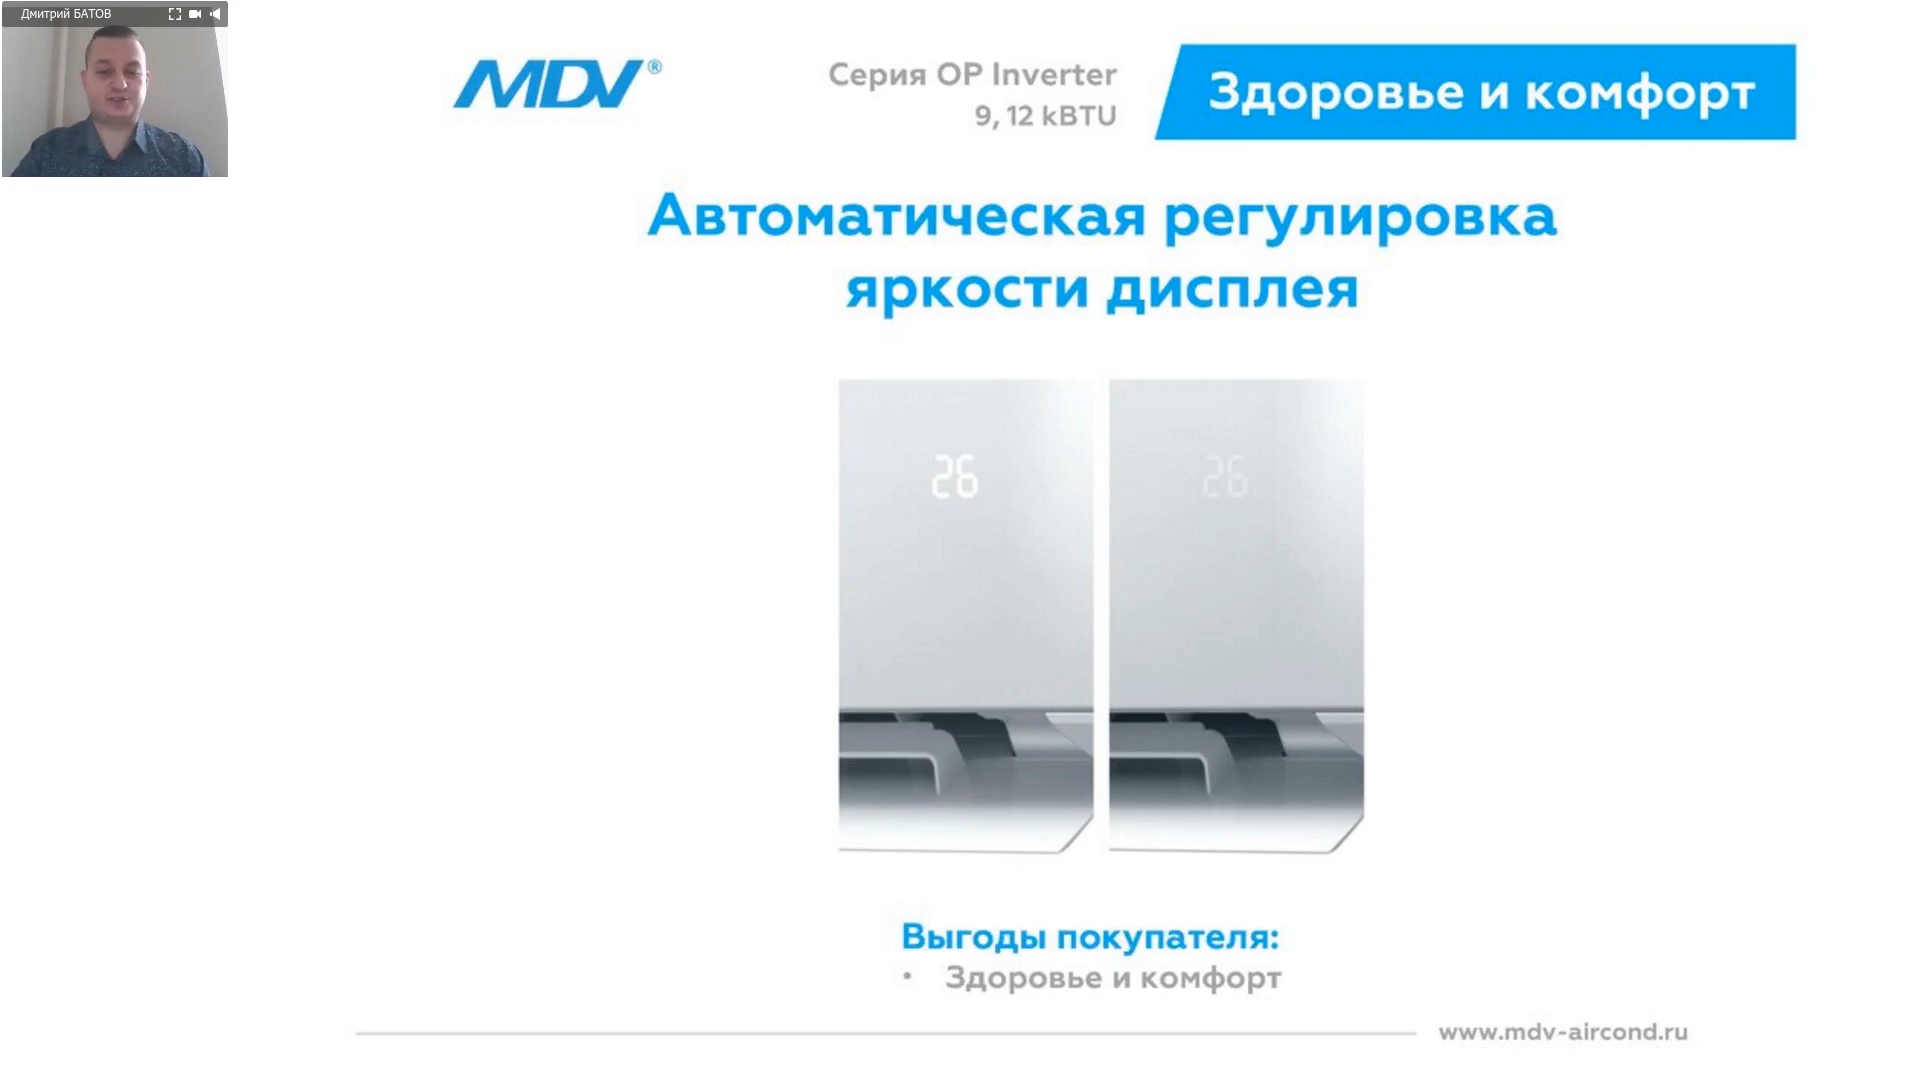 Дмитрий БАТОВ
MDV®
Серия OP Inverter
9, 12 kBTU
Здоровье и комфорт
Автоматическая регулировка
яркости дисплея
26
26
Выгоды покупателя:
• Здоровье и комфорт
www.mdv-aircond.ru